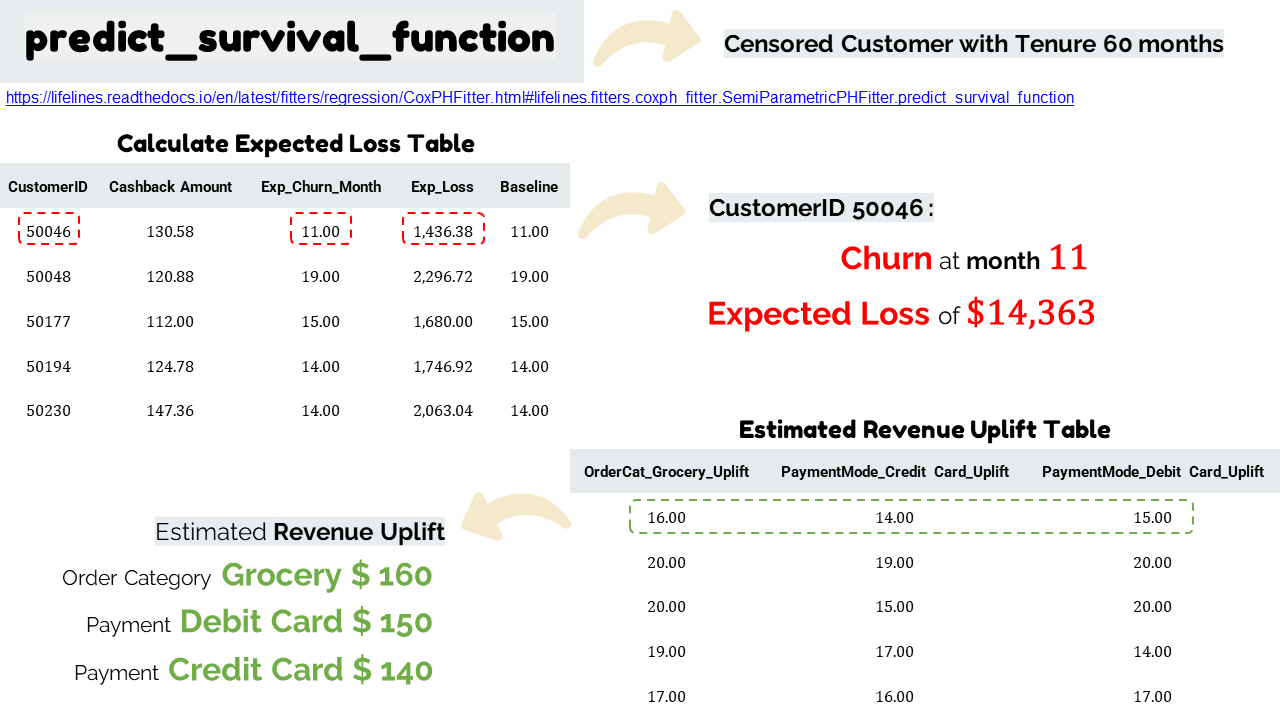 predict_survival_function
Censored Customer with Tenure 60 months
https://lifelines.readthedocs.io/en/latest/fitters/regression/CoxPHFitter.html#lifelines.fitters.coxph_fitter.SemiParametricPHFitter.predict_survival_function
Calculate Expected Loss Table
CustomerID Cashback Amount Exp_Churn_Month Exp_Loss Baseline
50046 130.58 11.00 1,436.38 11.00
50048 120.88 19.00 2,296.72 19.00
50177 112.00 15.00 1,680.00 15.00
50194 124.78 14.00 1,746.92 14.00
50230 147.36 14.00 2,063.04 14.00
CustomerID 50046 :
Churn at month 11
Expected Loss of $14,363
Estimated Revenue Uplift Table
OrderCat_Grocery_Uplift PaymentMode_Credit Card_Uplift PaymentMode_Debit Card_Uplift
16.00 14.00 15.00
20.00 19.00 20.00
20.00 15.00 20.00
19.00 17.00 14.00
17.00 16.00 17.00
Estimated Revenue Uplift
Order Category Grocery $ 160
Payment Debit Card $ 150
Payment Credit Card $ 140